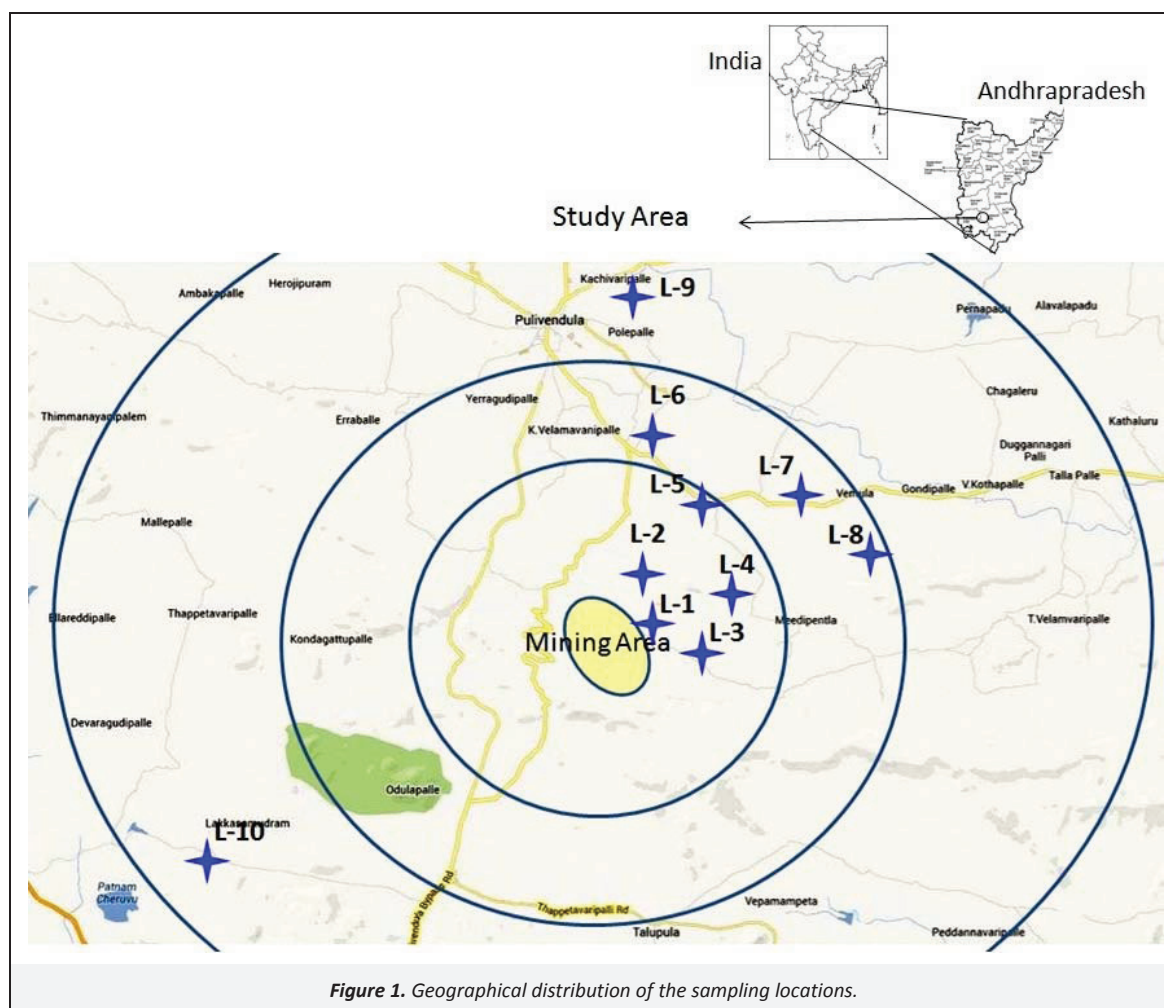 India
Andhrapradesh
Study Area
Kachivaripalle
L-9
Herojipuram
Ambakapalle
Alavalapadu
Pernapadu
Pulivendula
Polepalle
Chagaleru
L-6
Yerragudipalle
Thimmanayanipalem
Erraballe
Kathaluru
K.Velamavanipalle
Duggannagari
Palli
L-7
Talla Palle
L-5
V.Kothapalle
Vemula
Gondipalle
Mallepalle
L-2
L-8
L-4
Ellareddipalle
Thappetavaripalle
L-1
Meedipentla
T.Velamvaripalle
Kondagattupalle
Mining Area
L-3
Devaragudipalle
Odulapalle
L-10
Patnam
Cheruvu
Thappetavaripalli Rd
Vepamampeta
Talupula
Peddannavaripalle
Figure 1. Geographical distribution of the sampling locations.